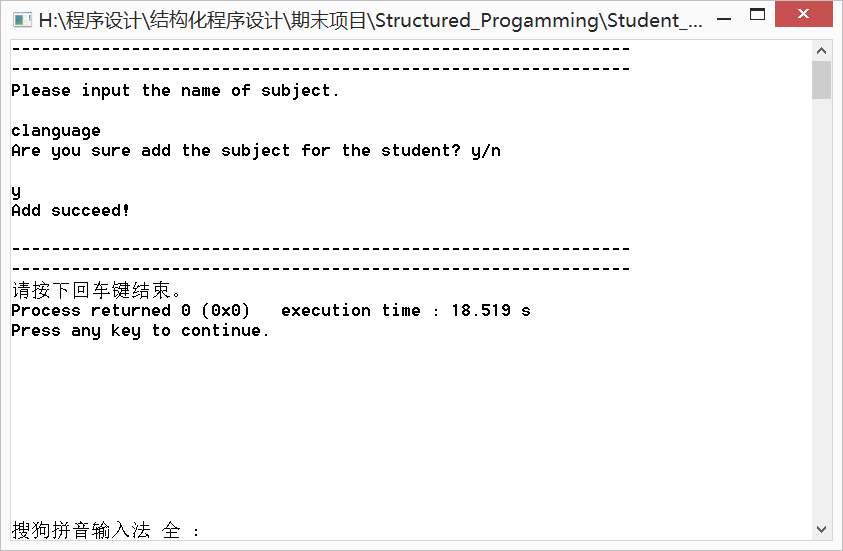 H:\程序设计\结构化程序设计\期末项目\Structured_Progamming\Student_...
---------------------------------------------------------------
---------------------------------------------------------------
Please input the name of subject.
clanguage
Are you sure add the subject for the student? y/n
y
Add succeed!
---------------------------------------------------------------
---------------------------------------------------------------
请按下回车键结束。
Process returned 0 (0x0)   execution time : 18.519 s
Press any key to continue.
搜狗拼音输入法 全 :